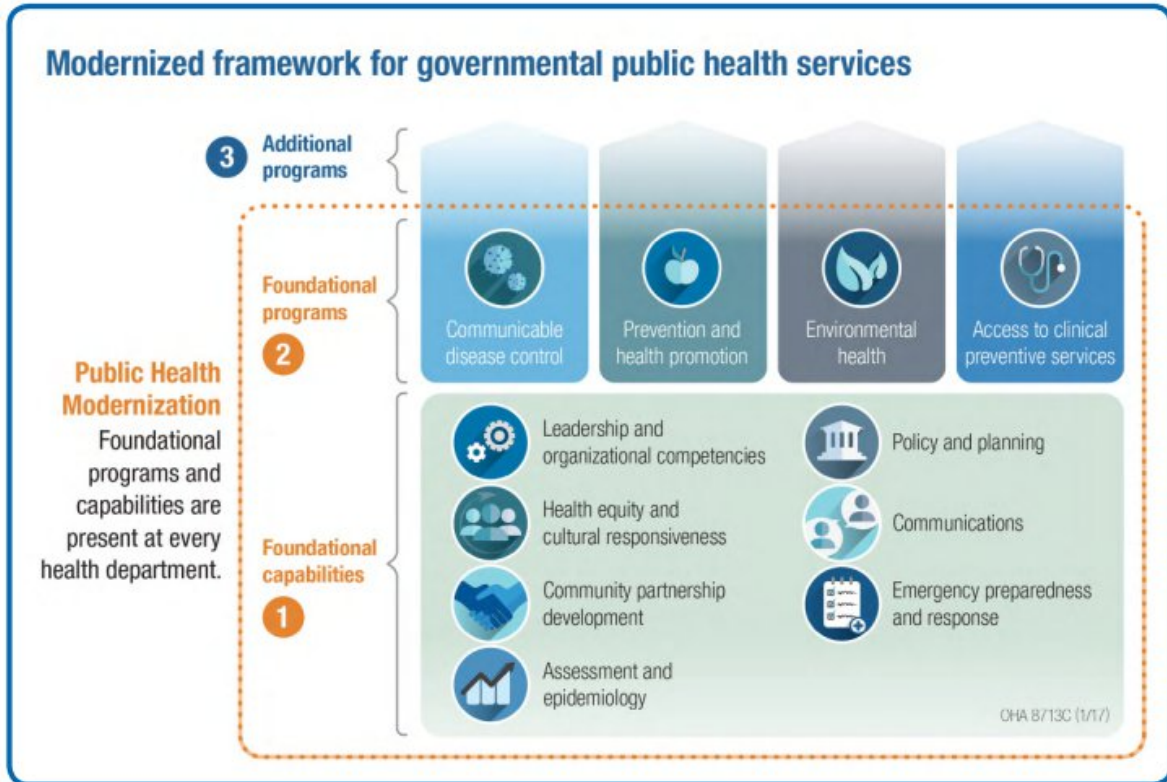 Modernized framework for governmental public health services
3
Additional
programs
Foundational
programs
2
Communicable
disease control
Prevention and
health promotion
Environmental
health
Access to clinical
preventive services
Public Health
Modernization
Foundational
programs and
capabilities are
present at every
health department.
Foundational
capabilities
1
Leadership and
organizational competencies
Health equity and
cultural responsiveness
Community partnership
development
Assessment and
epidemiology
Policy and planning
Communications
Emergency preparedness
and response
OHA 8713C (1/17)